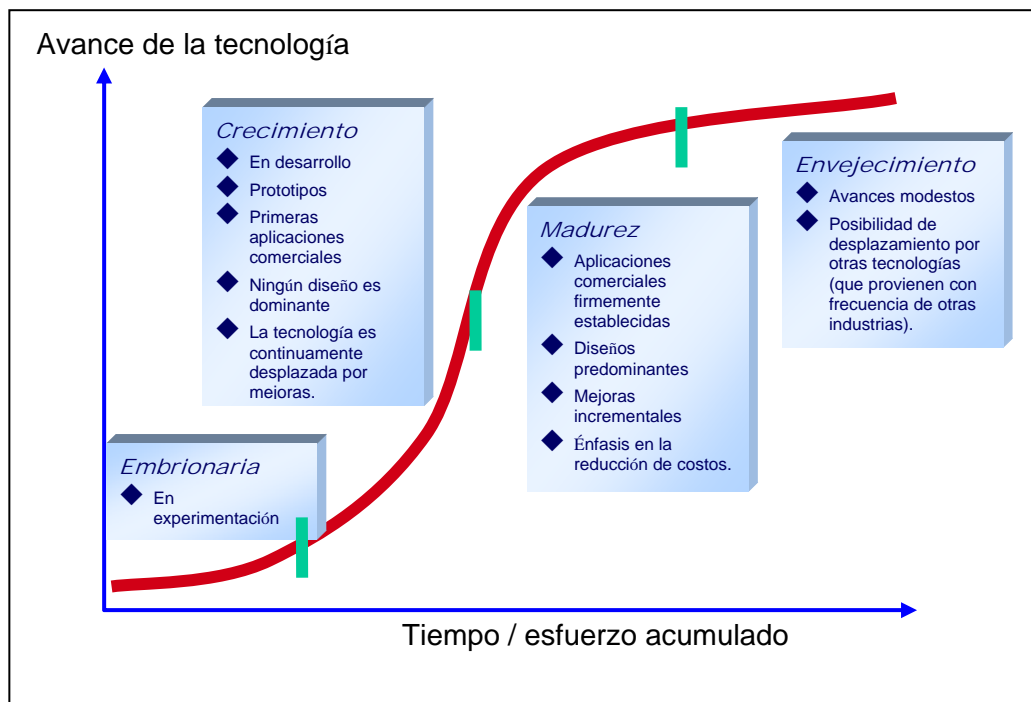 Avance de la tecnología
Crecimiento
En desarrollo
Prototipos
Primeras
aplicaciones
comerciales
Ningún diseño es
dominante
La tecnología es
continuamente
desplazada por
mejoras.
Embrionaria
En
experimentación
Madurez
Aplicaciones
comerciales
firmemente
establecidas
Diseños
predominantes
Mejoras
incrementales
Énfasis en la
reducción de costos.
Envejecimiento
Avances modestos
Posibilidad de
desplazamiento por
otras tecnologías
(que provienen con
frecuencia de otras
industrias).
Tiempo / esfuerzo acumulado